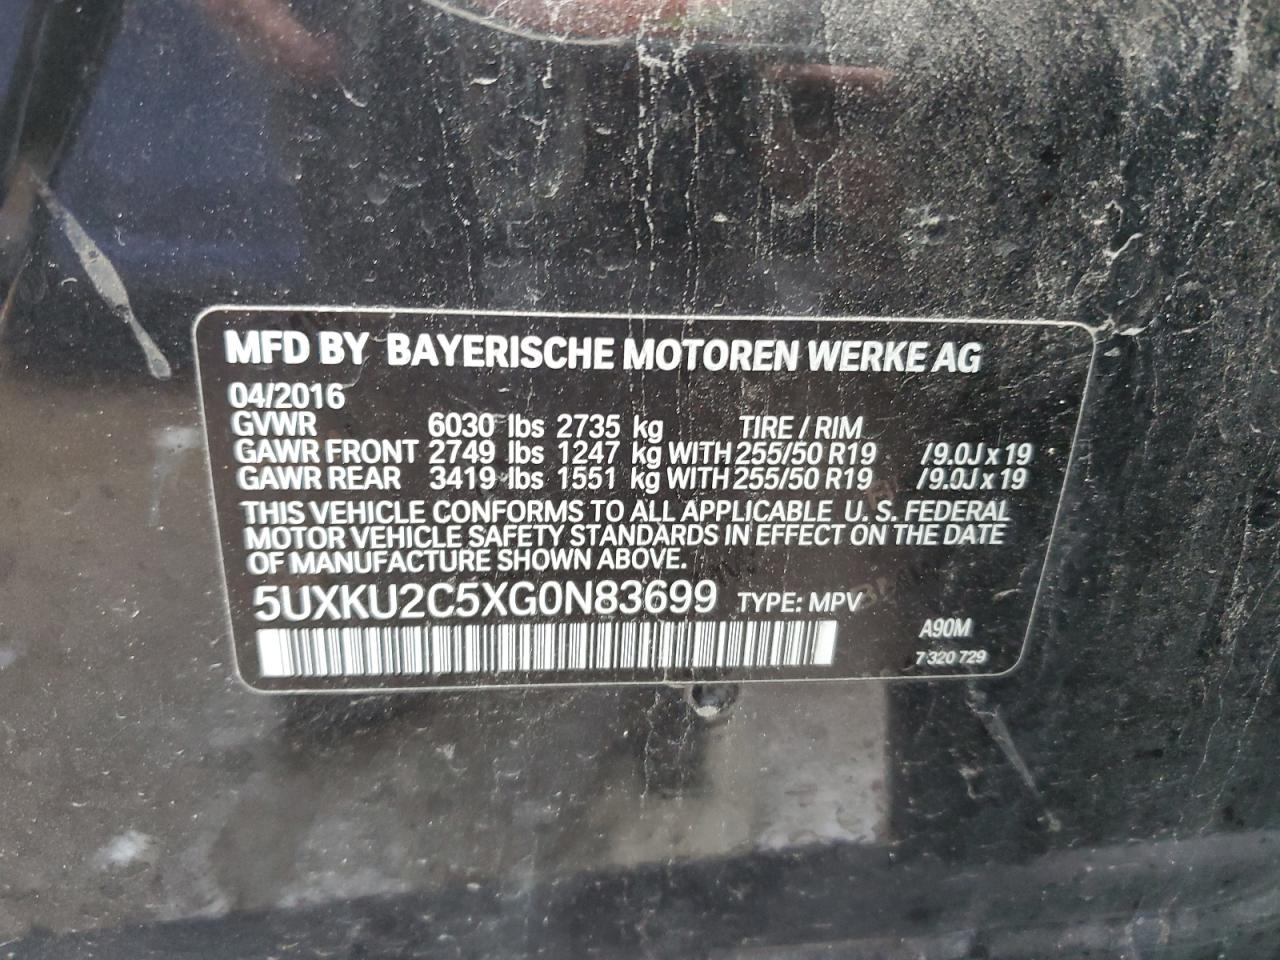 MFD BY BAYERISCHE MOTOREN WERKE AG
04/2016
GVWR 6030 lbs 2735 kg TIRE / RIM
GAWR FRONT 2749 lbs 1247 kg WITH 255/50 R19 /9.0J x 19
GAWR REAR 3419 lbs 1551 kg WITH 255/50 R19 /9.0J x 19
THIS VEHICLE CONFORMS TO ALL APPLICABLE U. S. FEDERAL
MOTOR VEHICLE SAFETY STANDARDS IN EFFECT ON THE DATE
OF MANUFACTURE SHOWN ABOVE.
5UXKU2C5XG0N83699 TYPE: MPV
A90M
7 320 729